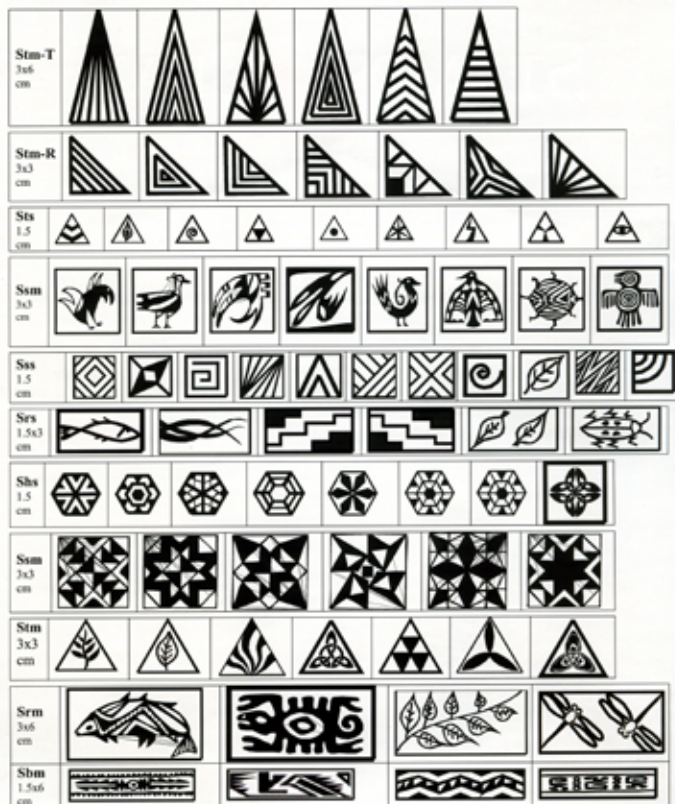 Stm-T
3x6
cm
Stm-R
3x3
cm
Sts
1.5
cm
Ssm
3x3
cm
Sss
1.5
cm
Srs
1.5x3
cm
Shs
1.5
cm
Ssm
3x3
cm
Stm
3x3
cm
Srm
3x6
cm
Sbm
1.5x6
cm